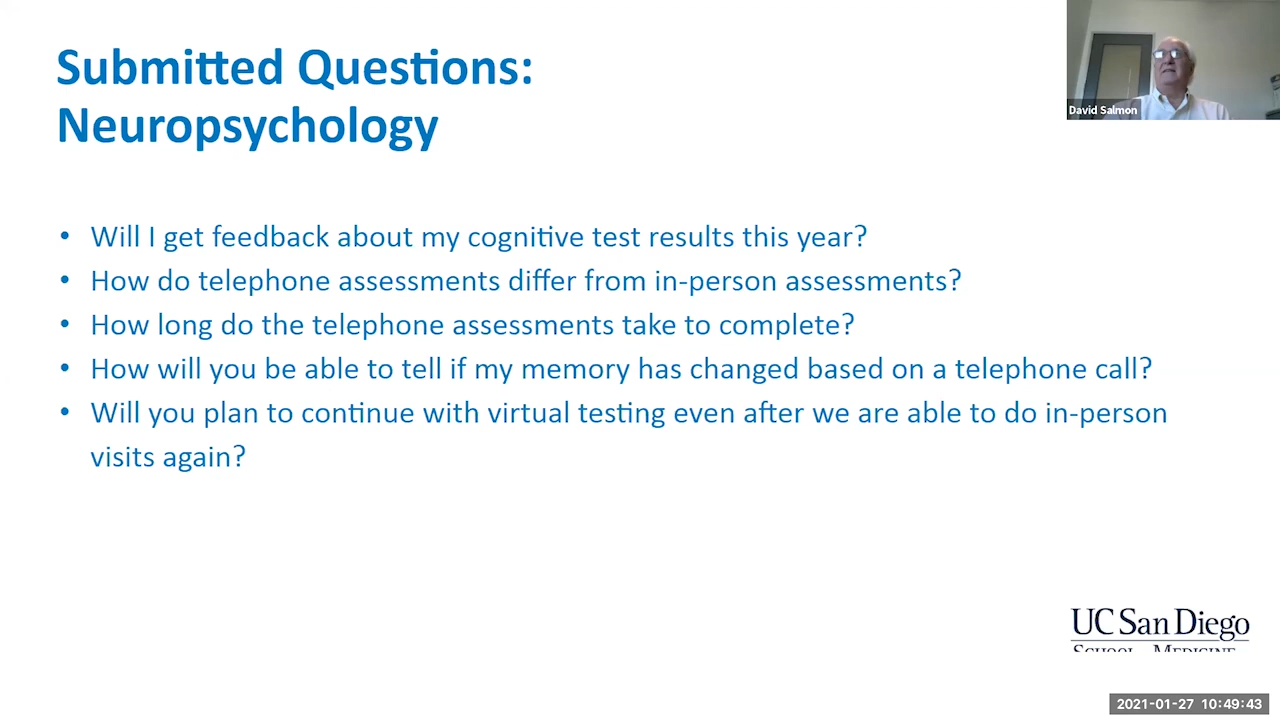 Submitted Questions:
Neuropsychology
David Salmon
• Will I get feedback about my cognitive test results this year?
• How do telephone assessments differ from in-person assessments?
• How long do the telephone assessments take to complete?
• How will you be able to tell if my memory has changed based on a telephone call?
• Will you plan to continue with virtual testing even after we are able to do in-person
visits again?
UC San Diego
SCHOOL OF MEDICINE
2021-01-27 10:49:43